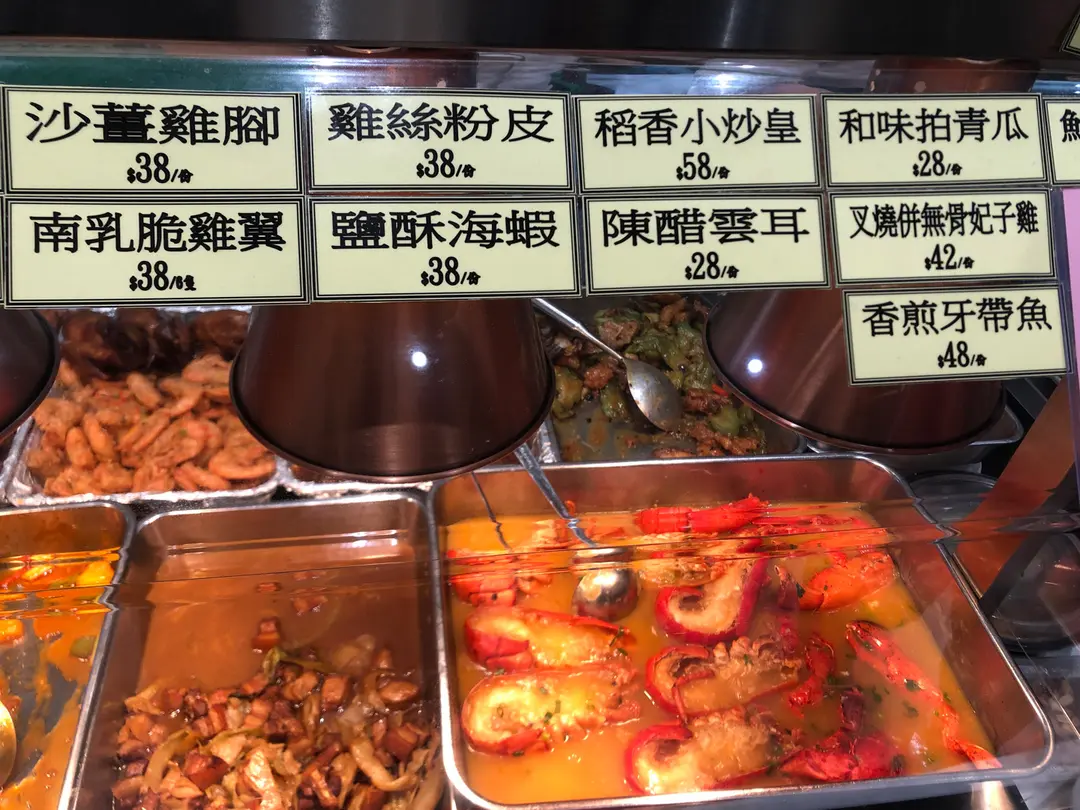 沙薑雞腳
$38/份
雞絲粉皮
$38/份
稻香小炒皇
$58/份
和味拍青瓜
$28/份
南乳脆雞翼
$38/6隻
鹽酥海蝦
$38/份
陳醋雲耳
$28/份
叉燒併無骨妃子雞
$42/份
香煎牙帶魚
$48/份